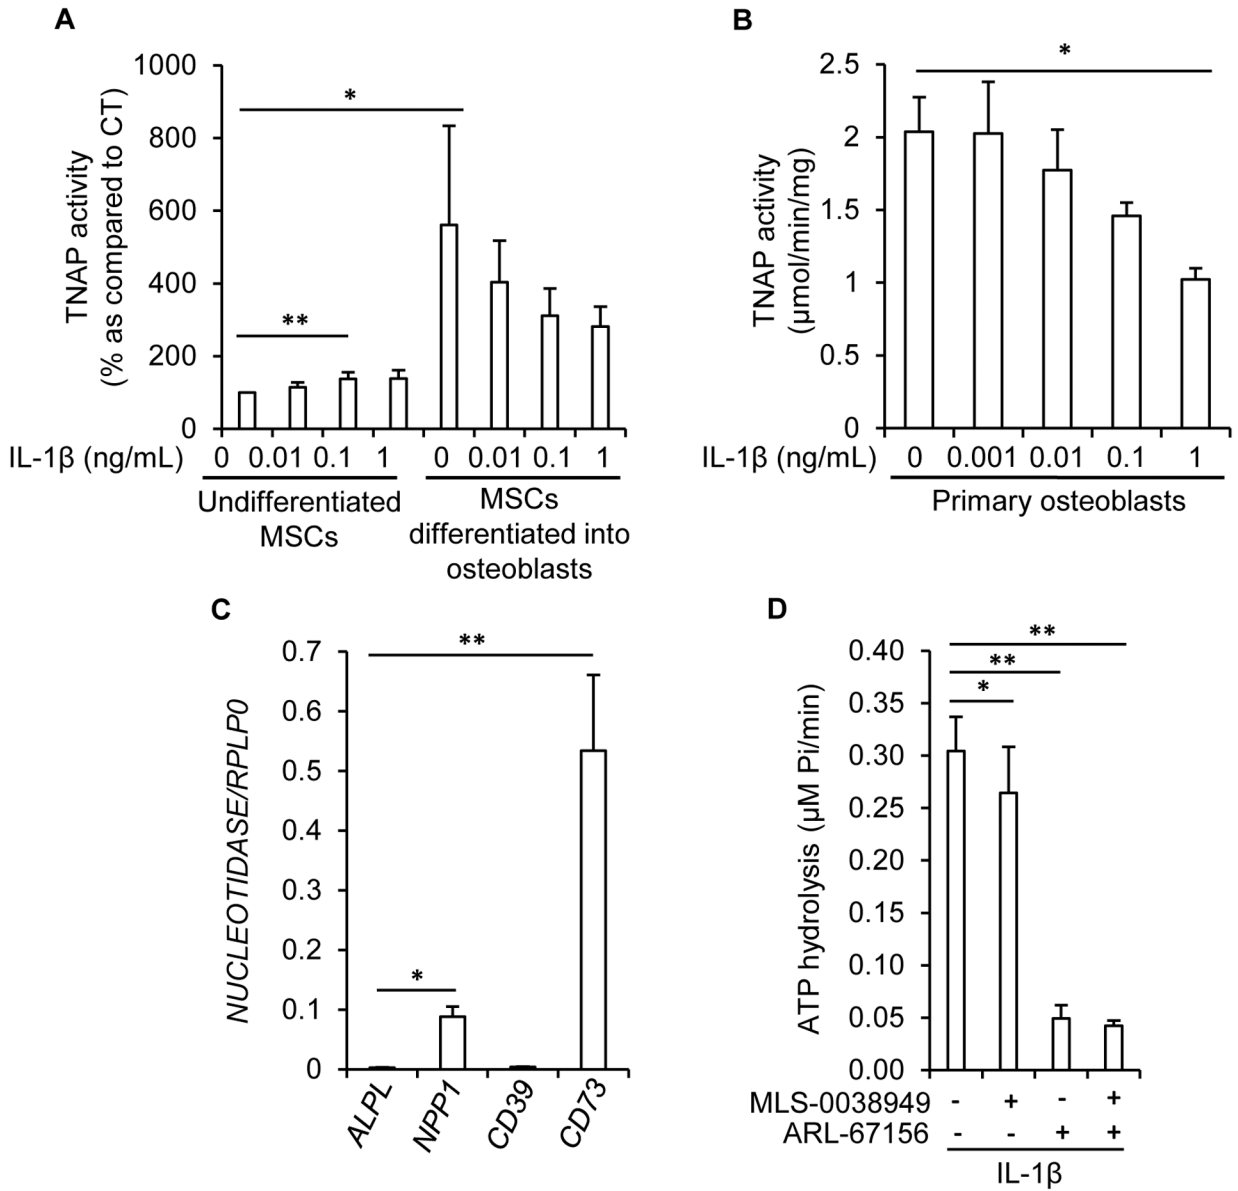 A
TNAP activity
(% as compared to CT)
1000
800
600
400
200
0
*
**
IL-1β (ng/mL) 0 0.01 0.1 1 0 0.01 0.1 1
Undifferentiated
MSCs
MSCs
differentiated into
osteoblasts
B
TNAP activity
(μmol/min/mg)
2.5
2
1.5
1
0.5
0
*
IL-1β (ng/mL) 0 0.001 0.01 0.1 1
Primary osteoblasts
C
NUCLEOTIDASE/RPLP0
0.7
0.6
0.5
0.4
0.3
0.2
0.1
0
**
*
ALPL NPP1 CD39 CD73
D
ATP hydrolysis (μM Pi/min)
0.40
0.35
0.30
0.25
0.20
0.15
0.10
0.05
0.00
**
**
*
MLS-0038949 - + - +
ARL-67156 - - + +
IL-1β